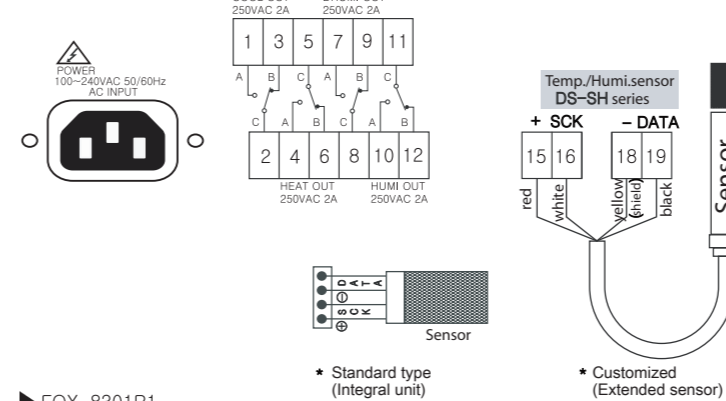 250VAC 2A
250VAC 2A
1 3 5 7 9 11
A B C A B C
C A B C A B
2 4 6 8 10 12
HEAT OUT
250VAC 2A
HUMI OUT
250VAC 2A
POWER
100~240VAC 50/60Hz
AC INPUT
Temp./Humi.sensor
DS-SH series
+ SCK
- DATA
15 16
18 19
red
white
yellow
(shield)
black
Sensor
DATA
⊖
SCK
⊕
Sensor
* Standard type
(Integral unit)
* Customized
(Extended sensor)